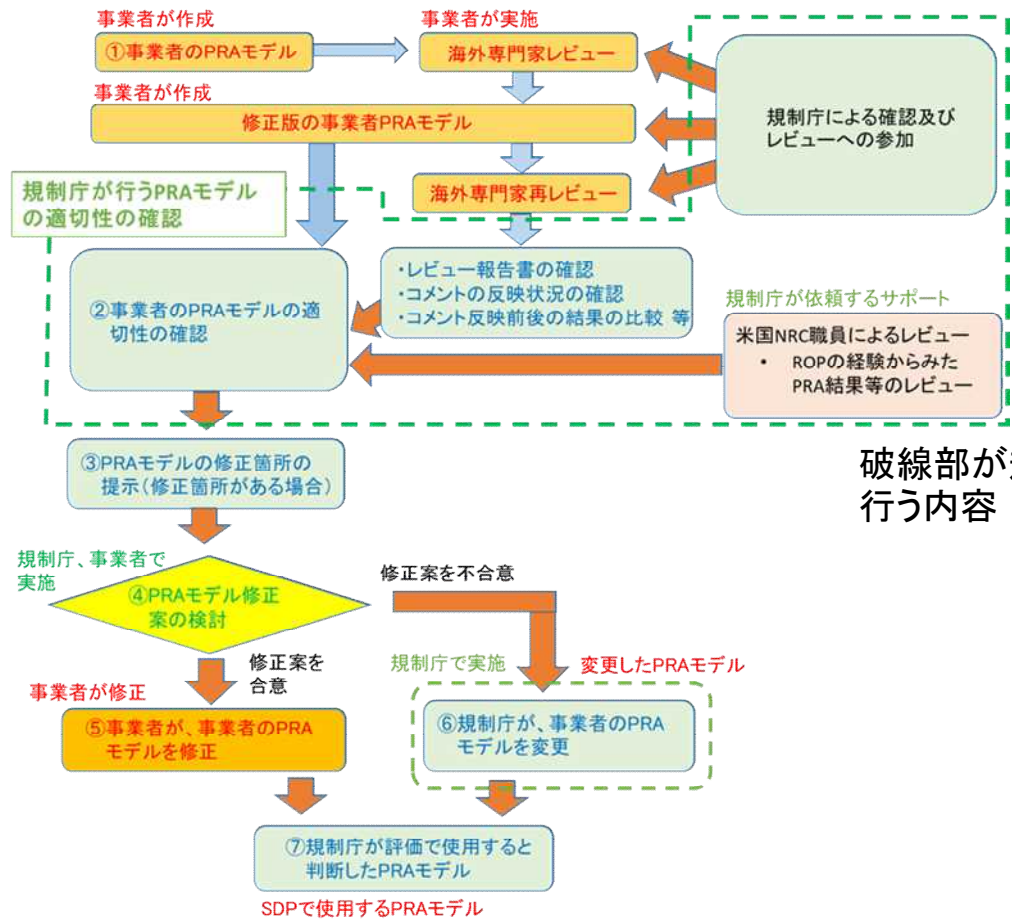 事業者が作成
事業者が実施
①事業者のPRAモデル
海外専門家レビュー
事業者が作成
修正版の事業者PRAモデル
規制庁による確認及び
レビューへの参加
海外専門家再レビュー
規制庁が行うPRAモデル
の適切性の確認
・レビュー報告書の確認
・コメントの反映状況の確認
・コメント反映前後の結果の比較 等
②事業者のPRAモデルの適
切性の確認
規制庁が依頼するサポート
米国NRC職員によるレビュー
• ROPの経験からみた
PRA結果等のレビュー
③PRAモデルの修正箇所の
提示(修正箇所がある場合)
破線部が
行う内容
規制庁、事業者で
実施
④PRAモデル修正
案の検討
修正案を不合意
修正案を
合意
規制庁で実施
変更したPRAモデル
事業者が修正
⑤事業者が、事業者のPRA
モデルを修正
⑥規制庁が、事業者のPRA
モデルを変更
⑦規制庁が評価で使用すると
判断したPRAモデル
SDPで使用するPRAモデル